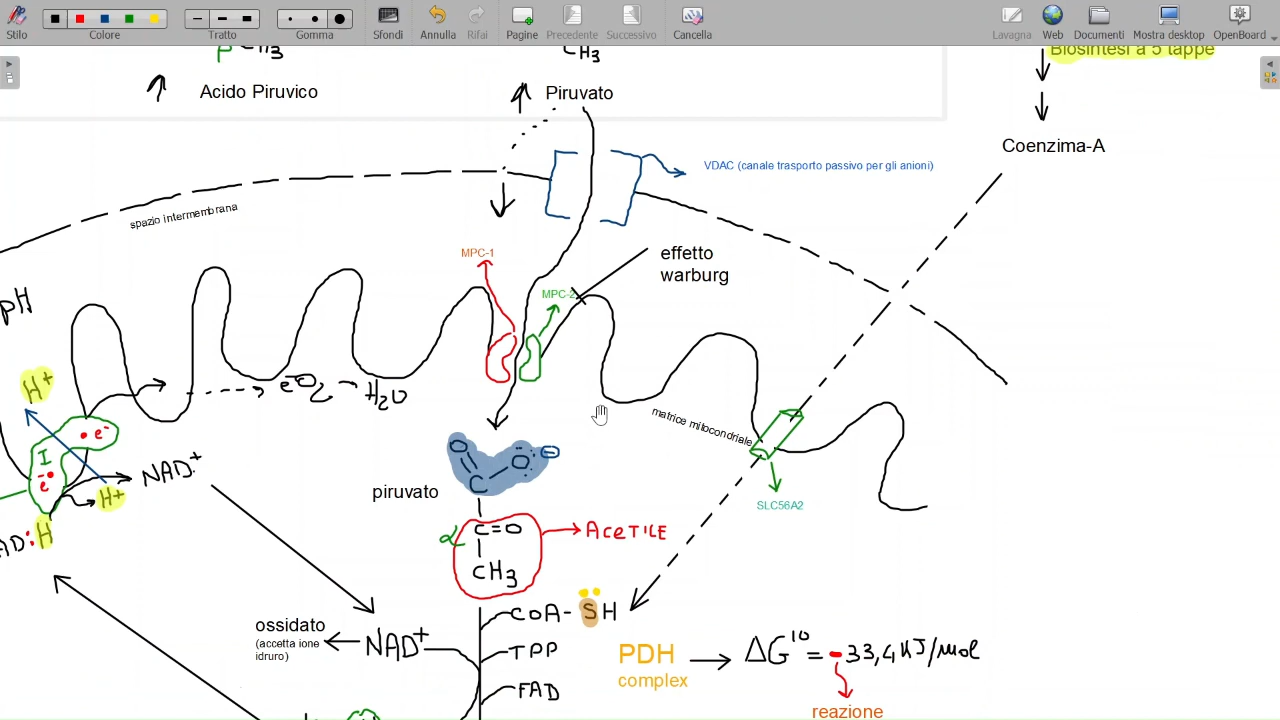 Stilo
Colore
Tratto
Gomma
Sfondi
Annulla
Rifai
Pagine
Precedente
Successivo
Cancella
Lavagna
Web
Documenti
Mostra desktop
OpenBoard
β CH3
CH3
Biosintesi a 5 tappe
Acido Piruvico
Piruvato
Coenzima-A
VDAC (canale trasporto passivo per gli anioni)
spazio intermembrana
MPC-1
effetto
warburg
MPC-2
pH
H+
e- O2
H2O
matrice mitocondriale
e-
I
e-
NAD+
H+
O
O
-
C
piruvato
SLC56A2
AD:H
α
C=O
ACETILE
CH3
CoA-SH
ossidato
(accetta ione
idruro)
NAD+
TPP
PDH
complex
ΔG'° = -33,4 KJ/mol
FAD
reazione